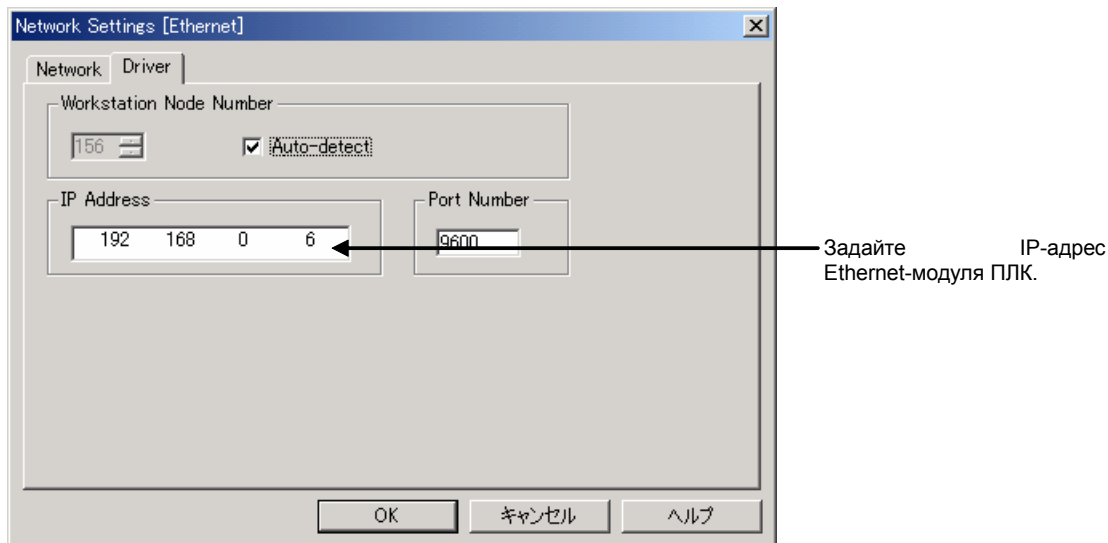 Network Settings [Ethernet]
Network Driver
Workstation Node Number
156 Auto-detect
IP Address Port Number
192 168 0 6 9600
Задайте IP-адрес
Ethernet-модуля ПЛК.
OK キャンセル ヘルプ